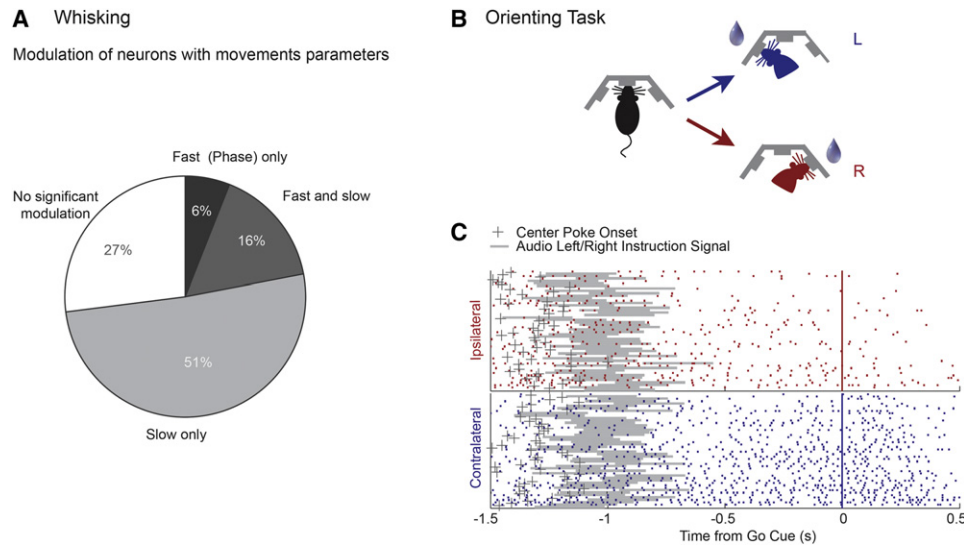 A Whisking
Modulation of neurons with movements parameters
Fast (Phase) only
6%
Fast and slow
16%
No significant
modulation
27%
51%
Slow only
B Orienting Task
L
R
C
Center Poke Onset
Audio Left/Right Instruction Signal
Ipsilateral
Contralateral
-1.5 -1 -0.5 0 0.5
Time from Go Cue (s)